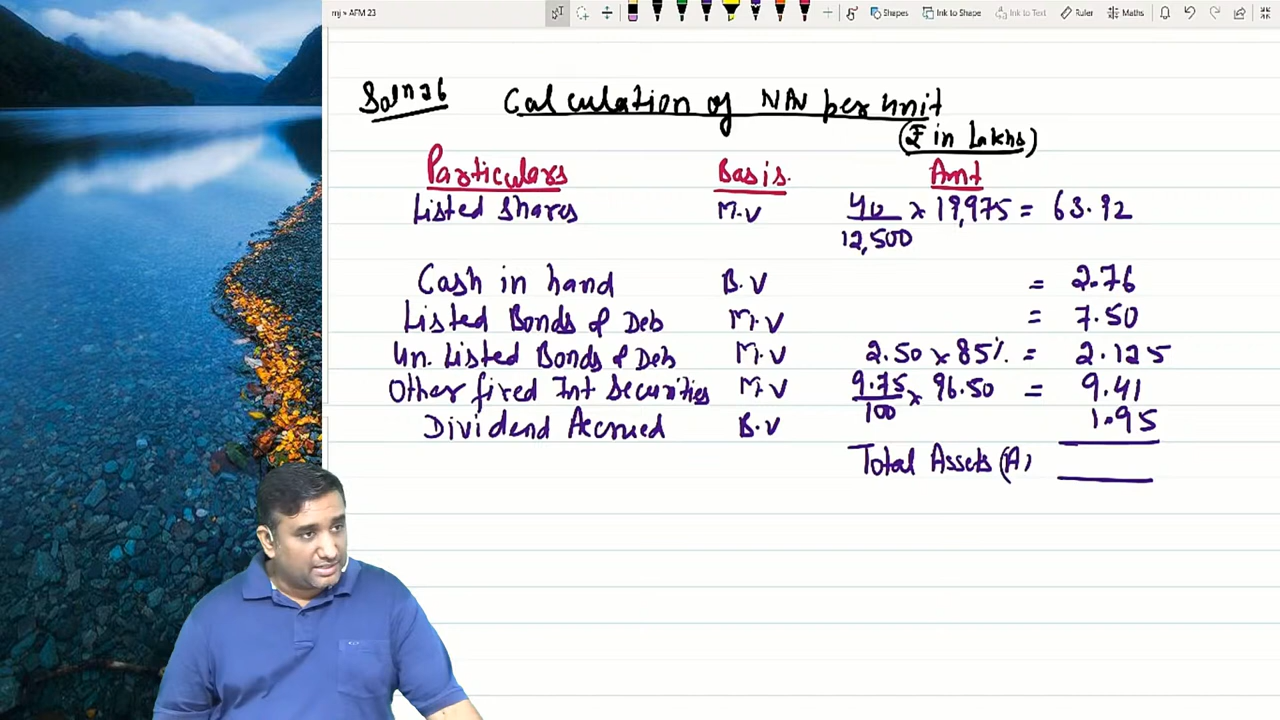 mj » AFM 23
Shapes Ink to Shape Ink to Text Ruler Maths
Soln 26 Calculation of NAV per unit
(₹ in Lakhs)
Particulars Basis. Amt
Listed Shares M.V 40/12,500 × 19,975 = 63.92
Cash in hand B.V = 2.76
Listed Bonds & Deb M.V = 7.50
Un. Listed Bonds & Deb M.V 2.50 × 85% = 2.125
Other fixed Int Securities M.V 9.75/100 × 96.50 = 9.41
Dividend Accrued B.V 1.95
Total Assets (A)